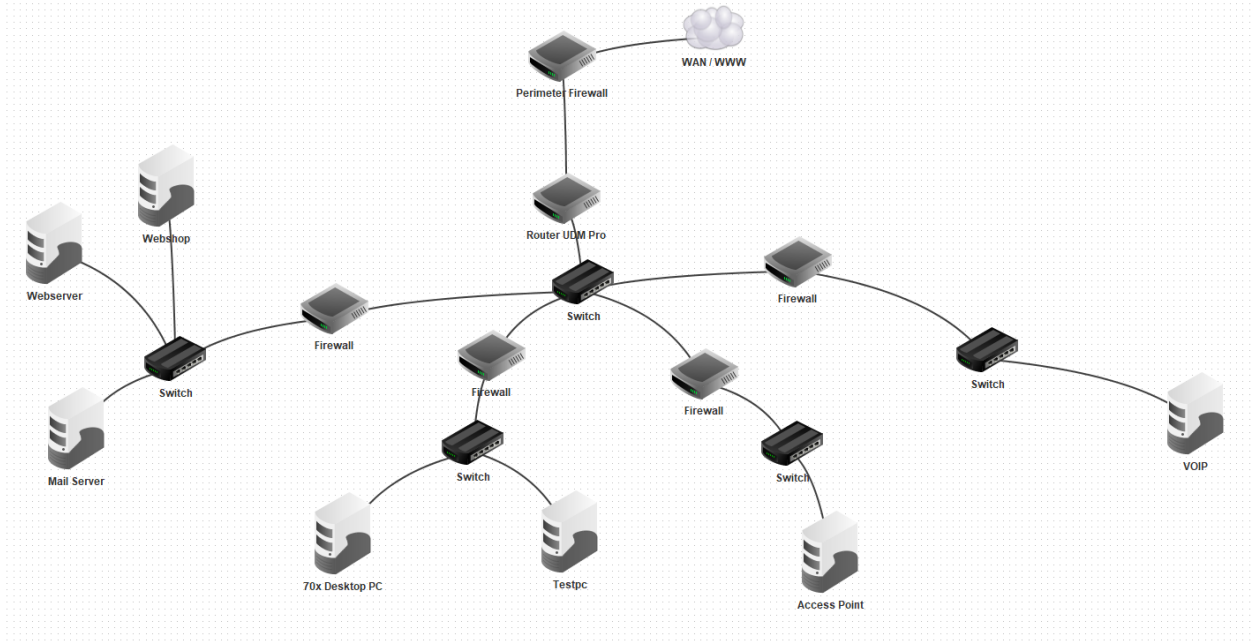 WAN / WWW
Perimeter Firewall
Router UDM Pro
Webshop
Webserver
Firewall
Firewall
Switch
Firewall
Switch
Switch
Firewall
Firewall
Mail Server
Switch
Switch
VOIP
70x Desktop PC
Testpc
Access Point